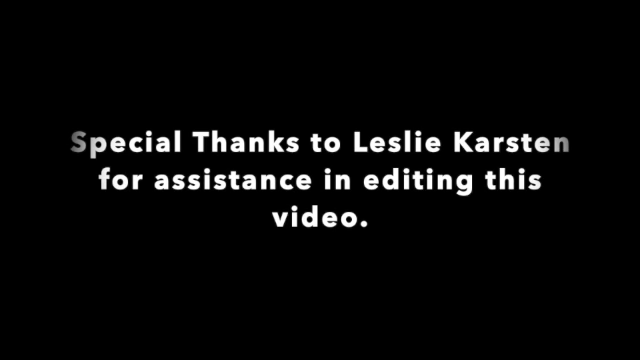 Special Thanks to Leslie Karsten
for assistance in editing this
video.